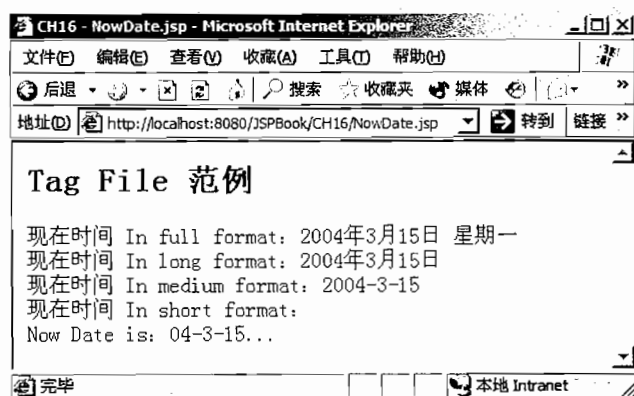 CH16 - NowDate.jsp - Microsoft Internet Explorer
文件(F) 编辑(E) 查看(V) 收藏(A) 工具(T) 帮助(H)
后退 搜索 收藏夹 媒体 »
地址(D) http://localhost:8080/JSPBook/CH16/NowDate.jsp 转到 链接 »
Tag File 范例
现在时间 In full format: 2004年3月15日 星期一
现在时间 In long format: 2004年3月15日
现在时间 In medium format: 2004-3-15
现在时间 In short format:
Now Date is: 04-3-15...
完毕 本地 Intranet